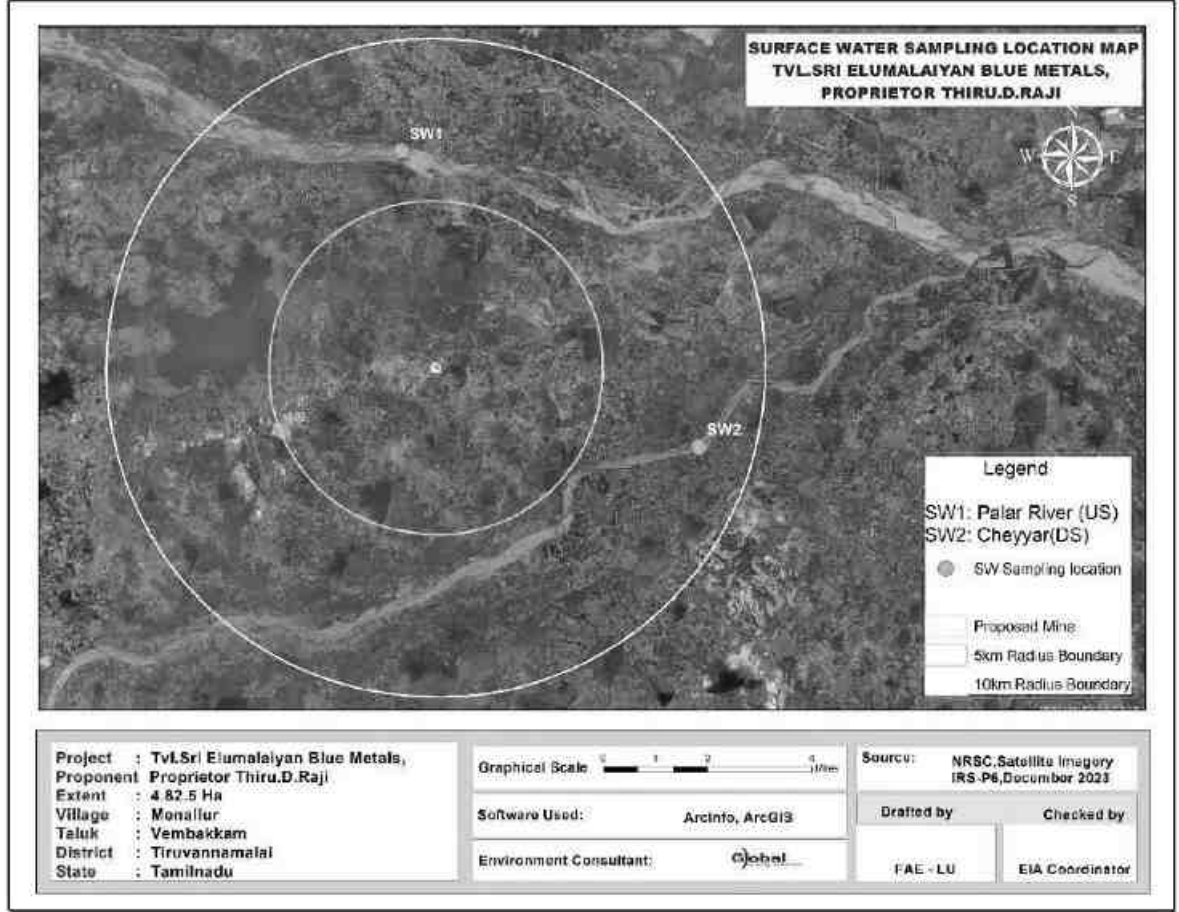 SURFACE WATER SAMPLING LOCATION MAP
TVL.SRI ELUMALAIYAN BLUE METALS,
PROPRIETOR THIRU.D.RAJI
N
W E
S
SW1
SW2
Legend
SW1: Palar River (US)
SW2: Cheyyar(DS)
SW Sampling location
Proposed Mine
5km Radius Boundary
10km Radius Boundary
Project : Tvl.Sri Elumalaiyan Blue Metals,
Proponent Proprietor Thiru.D.Raji
Extent : 4.82.5 Ha
Village : Menallur
Taluk : Vembakkam
District : Tiruvannamalai
State : Tamilnadu
Graphical Scale 0 1 2 4
Software Used: ArcInfo, ArcGIS
Environment Consultant: Global
Source: NRSC,Satellite Imagery
IRS-P6,December 2023
Drafted by Checked by
FAE - LU EIA Coordinator